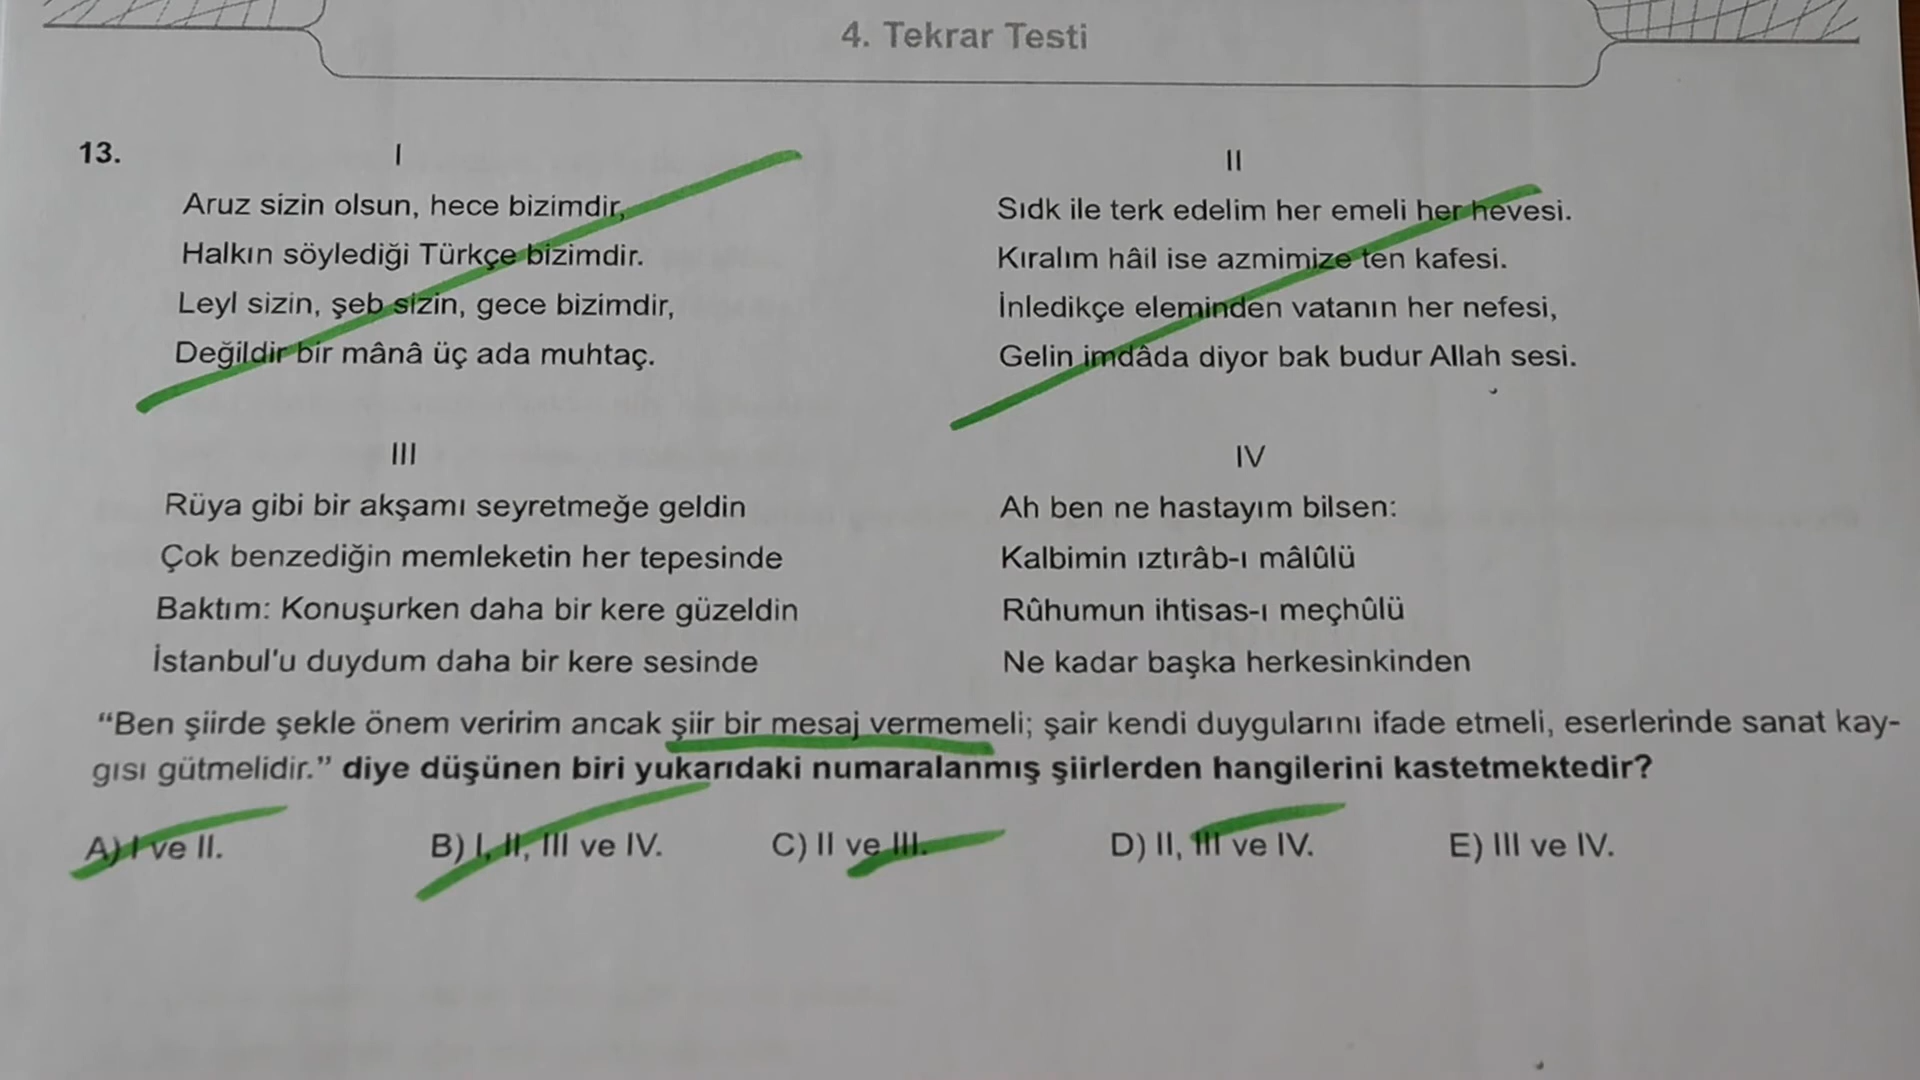 4. Tekrar Testi
13.
I
Aruz sizin olsun, hece bizimdir,
Halkın söylediği Türkçe bizimdir.
Leyl sizin, şeb sizin, gece bizimdir,
Değildir bir mânâ üç ada muhtaç.
II
Sıdk ile terk edelim her emeli her hevesi.
Kıralım hâil ise azmimize ten kafesi.
İnledikçe eleminden vatanın her nefesi,
Gelin imdâda diyor bak budur Allah sesi.
III
Rüya gibi bir akşamı seyretmeğe geldin
Çok benzediğin memleketin her tepesinde
Baktım: Konuşurken daha bir kere güzeldin
İstanbul'u duydum daha bir kere sesinde
IV
Ah ben ne hastayım bilsen:
Kalbimin ıztırâb-ı mâlûlü
Rûhumun ihtisas-ı meçhûlü
Ne kadar başka herkesinkinden
“Ben şiirde şekle önem veririm ancak şiir bir mesaj vermemeli; şair kendi duygularını ifade etmeli, eserlerinde sanat kay-
gısı gütmelidir.” diye düşünen biri yukarıdaki numaralanmış şiirlerden hangilerini kastetmektedir?
A) I ve II. B) I, II, III ve IV. C) II ve III. D) II, III ve IV. E) III ve IV.